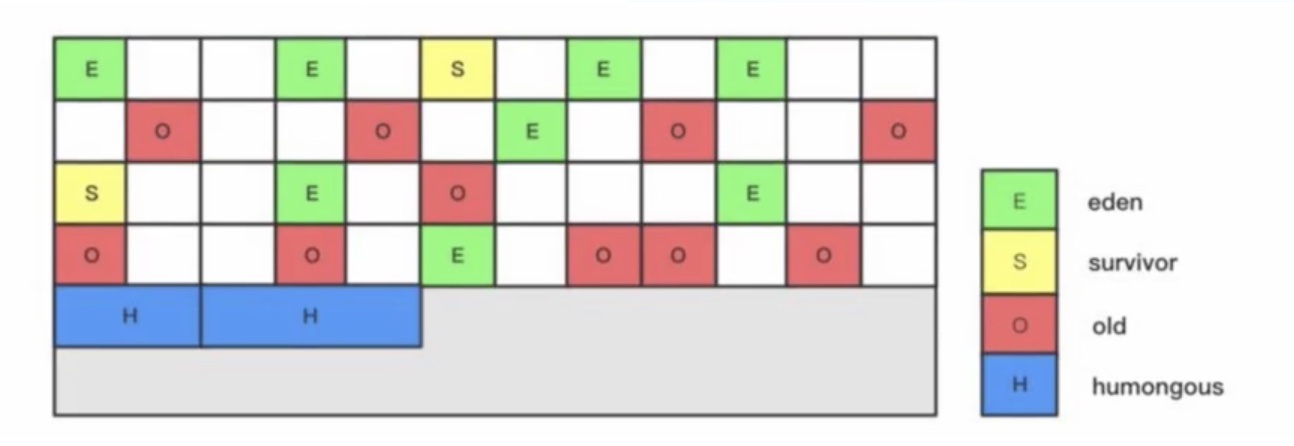 E E S E E
O O E O O
S E O E
O O E O O O
H H
E eden
S survivor
O old
H humongous